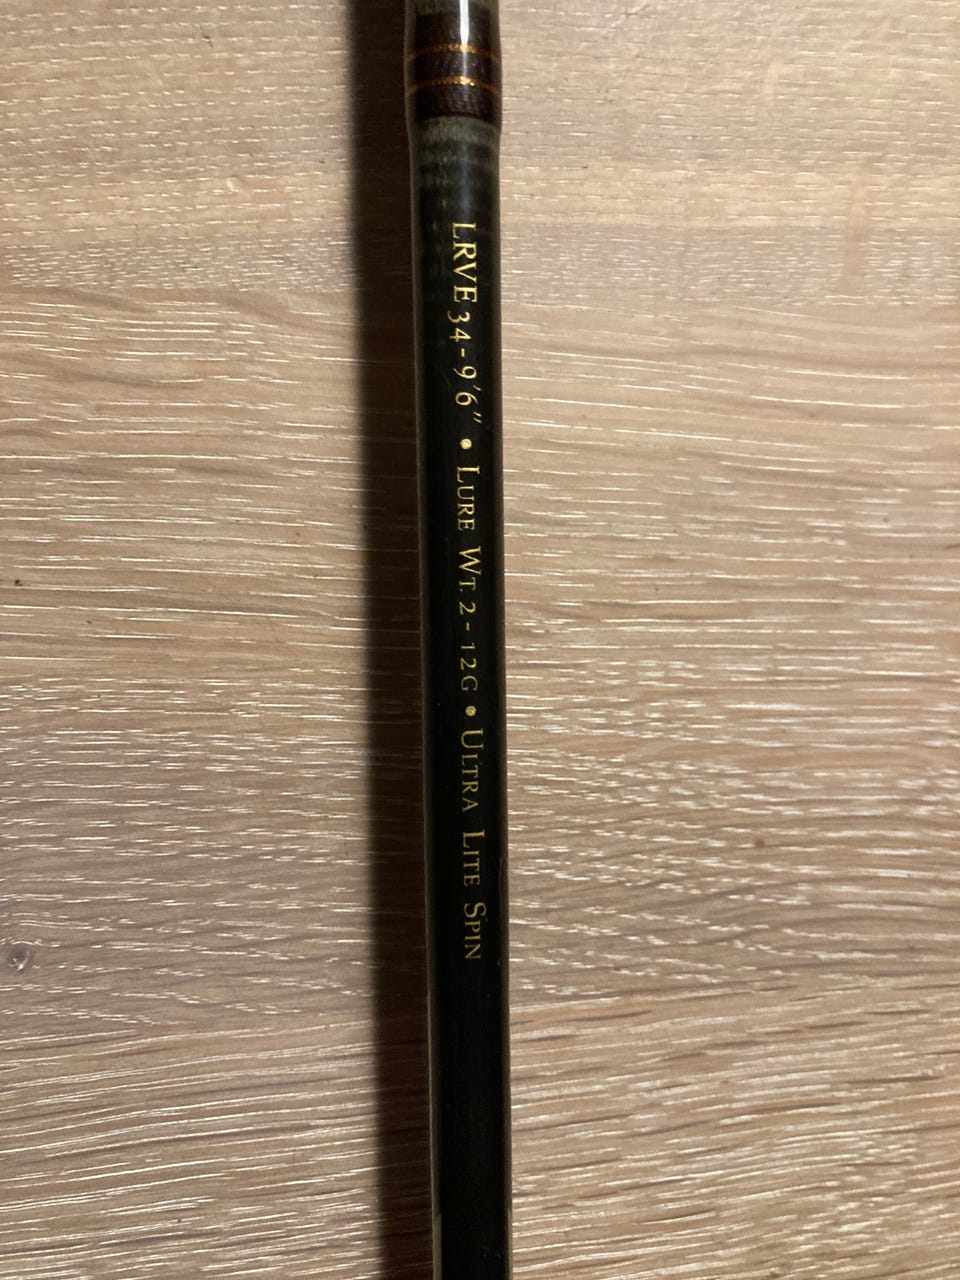 LRVE 34-9'6" • LURE WT. 2-12G • ULTRA LITE SPIN